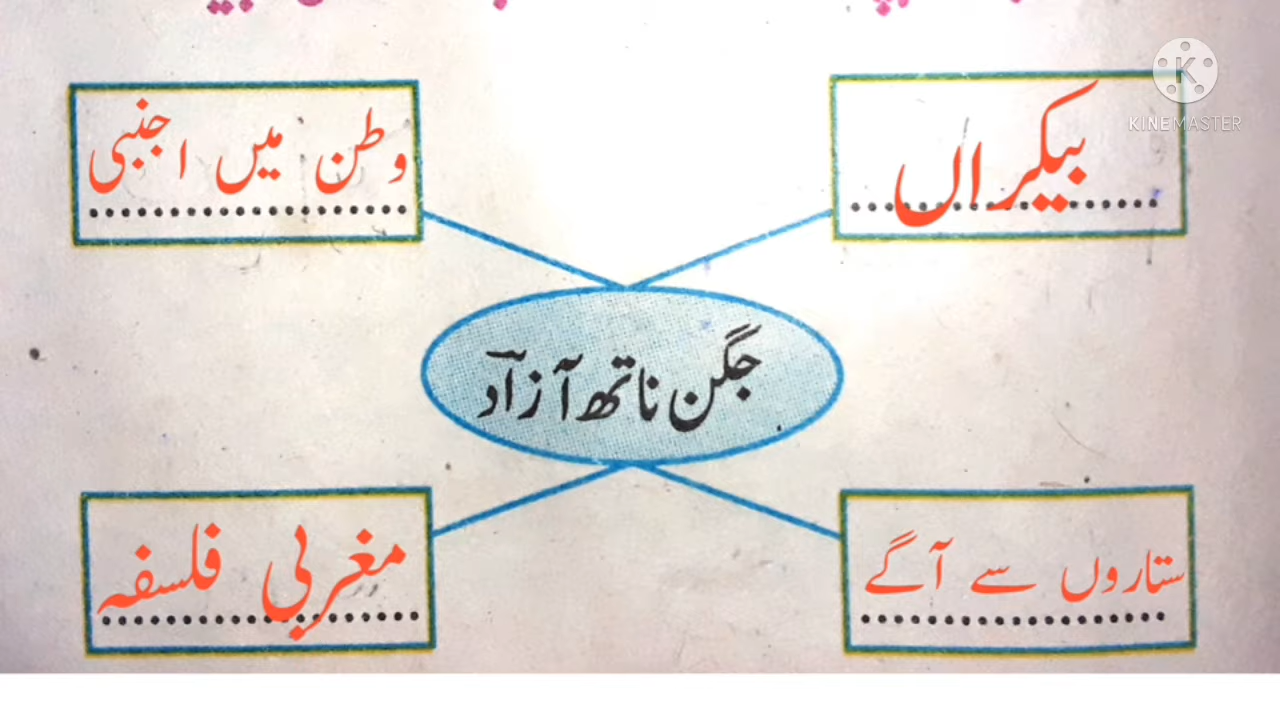 KINEMASTER
بیکراں
وطن میں اجنبی
جگن ناتھ آزاد
ستاروں سے آگے
مغربی فلسفہ